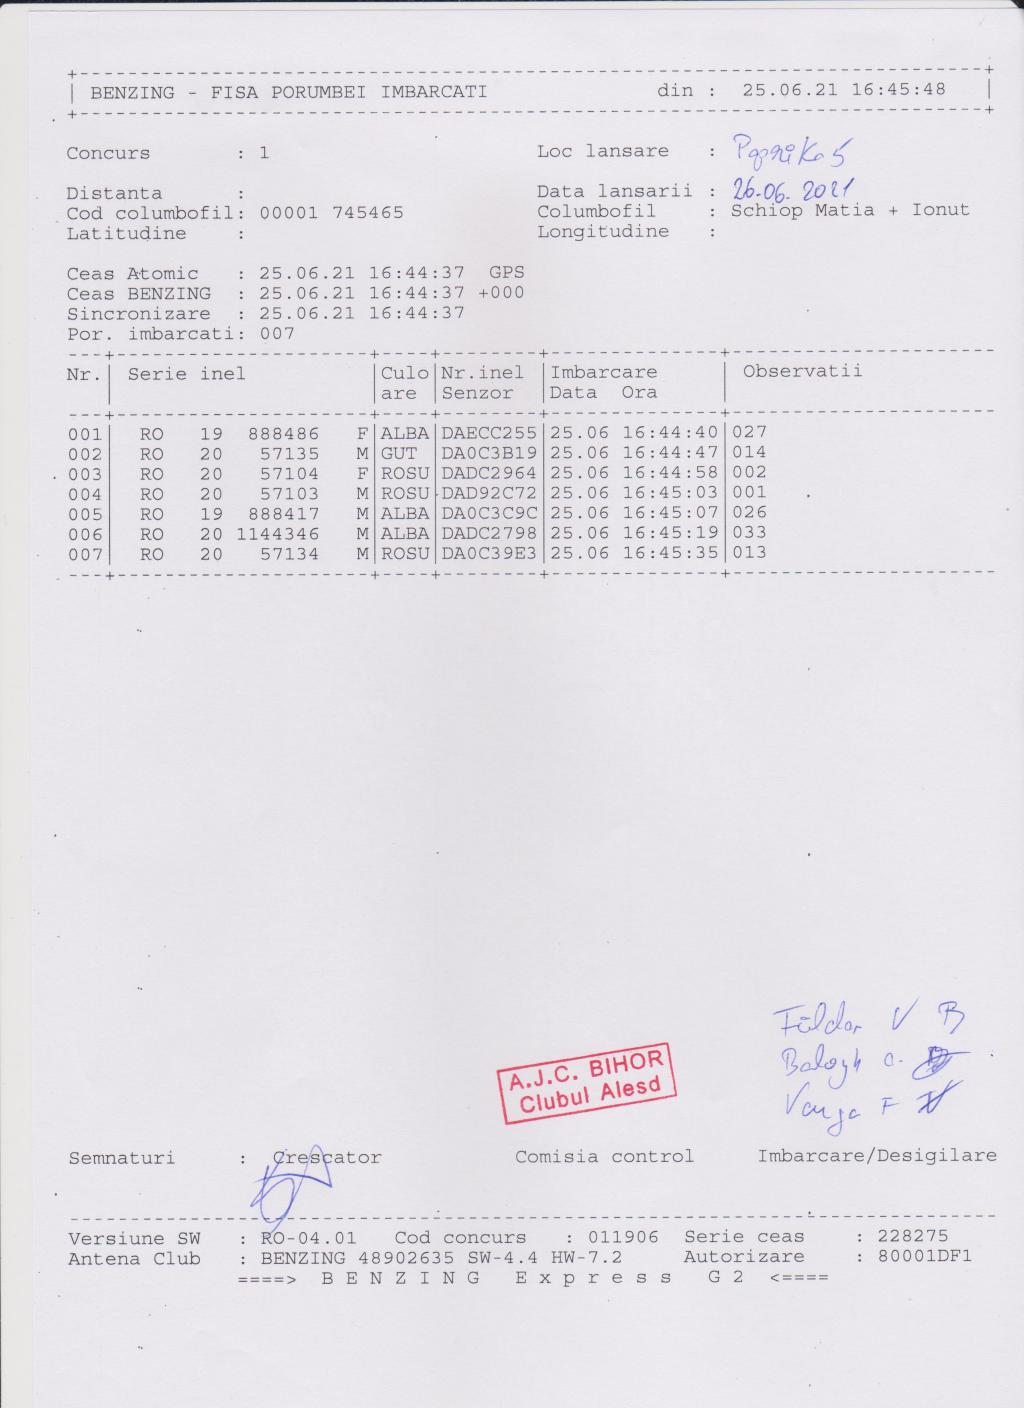 BENZING - FISA PORUMBEI IMBARCATI din : 25.06.21 16:45:48
Concurs : 1 Loc lansare :
Distanta : Data lansarii : 26.06. 2021
Cod columbofil: 00001 745465 Columbofil : Schiop Matia + Ionut
Latitudine : Longitudine :
Ceas Atomic : 25.06.21 16:44:37 GPS
Ceas BENZING : 25.06.21 16:44:37 +000
Sincronizare : 25.06.21 16:44:37
Por. imbarcati: 007
Nr. Serie inel Culo Nr.inel Imbarcare Observatii
are Senzor Data Ora
001 RO 19 888486 F ALBA DAECC255 25.06 16:44:40 027
002 RO 20 57135 M GUT DA0C3B19 25.06 16:44:47 014
003 RO 20 57104 F ROSU DADC2964 25.06 16:44:58 002
004 RO 20 57103 M ROSU DAD92C72 25.06 16:45:03 001
005 RO 19 888417 M ALBA DA0C3C9C 25.06 16:45:07 026
006 RO 20 1144346 M ALBA DADC2798 25.06 16:45:19 033
007 RO 20 57134 M ROSU DA0C39E3 25.06 16:45:35 013
V B
Balogh
A.J.C. BIHOR
Clubul Alesd
Varga F
Semnaturi : Crescator Comisia control Imbarcare/Desigilare
Versiune SW : RO-04.01 Cod concurs : 011906 Serie ceas : 228275
Antena Club : BENZING 48902635 SW-4.4 HW-7.2 Autorizare : 80001DF1
====> B E N Z I N G E x p r e s s G 2 <====